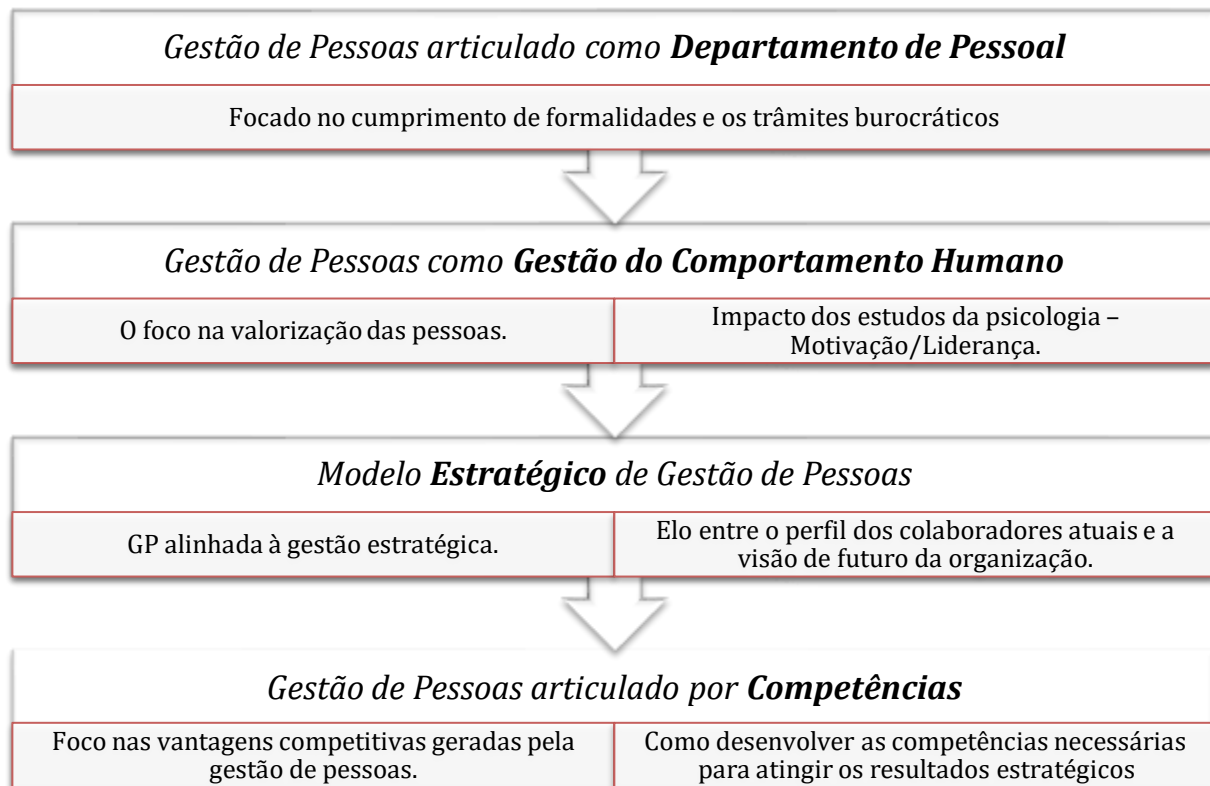 Gestão de Pessoas articulado como Departamento de Pessoal
Focado no cumprimento de formalidades e os trâmites burocráticos
Gestão de Pessoas como Gestão do Comportamento Humano
O foco na valorização das pessoas.
Impacto dos estudos da psicologia –
Motivação/Liderança.
Modelo Estratégico de Gestão de Pessoas
GP alinhada à gestão estratégica.
Elo entre o perfil dos colaboradores atuais e a
visão de futuro da organização.
Gestão de Pessoas articulado por Competências
Foco nas vantagens competitivas geradas pela
gestão de pessoas.
Como desenvolver as competências necessárias
para atingir os resultados estratégicos